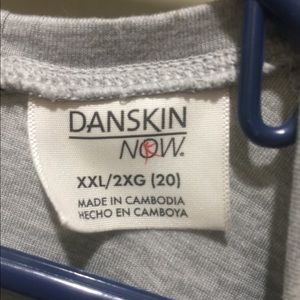 DANSKIN
NOW.
XXL/2XG (20)
MADE IN CAMBODIA
HECHO EN CAMBOYA